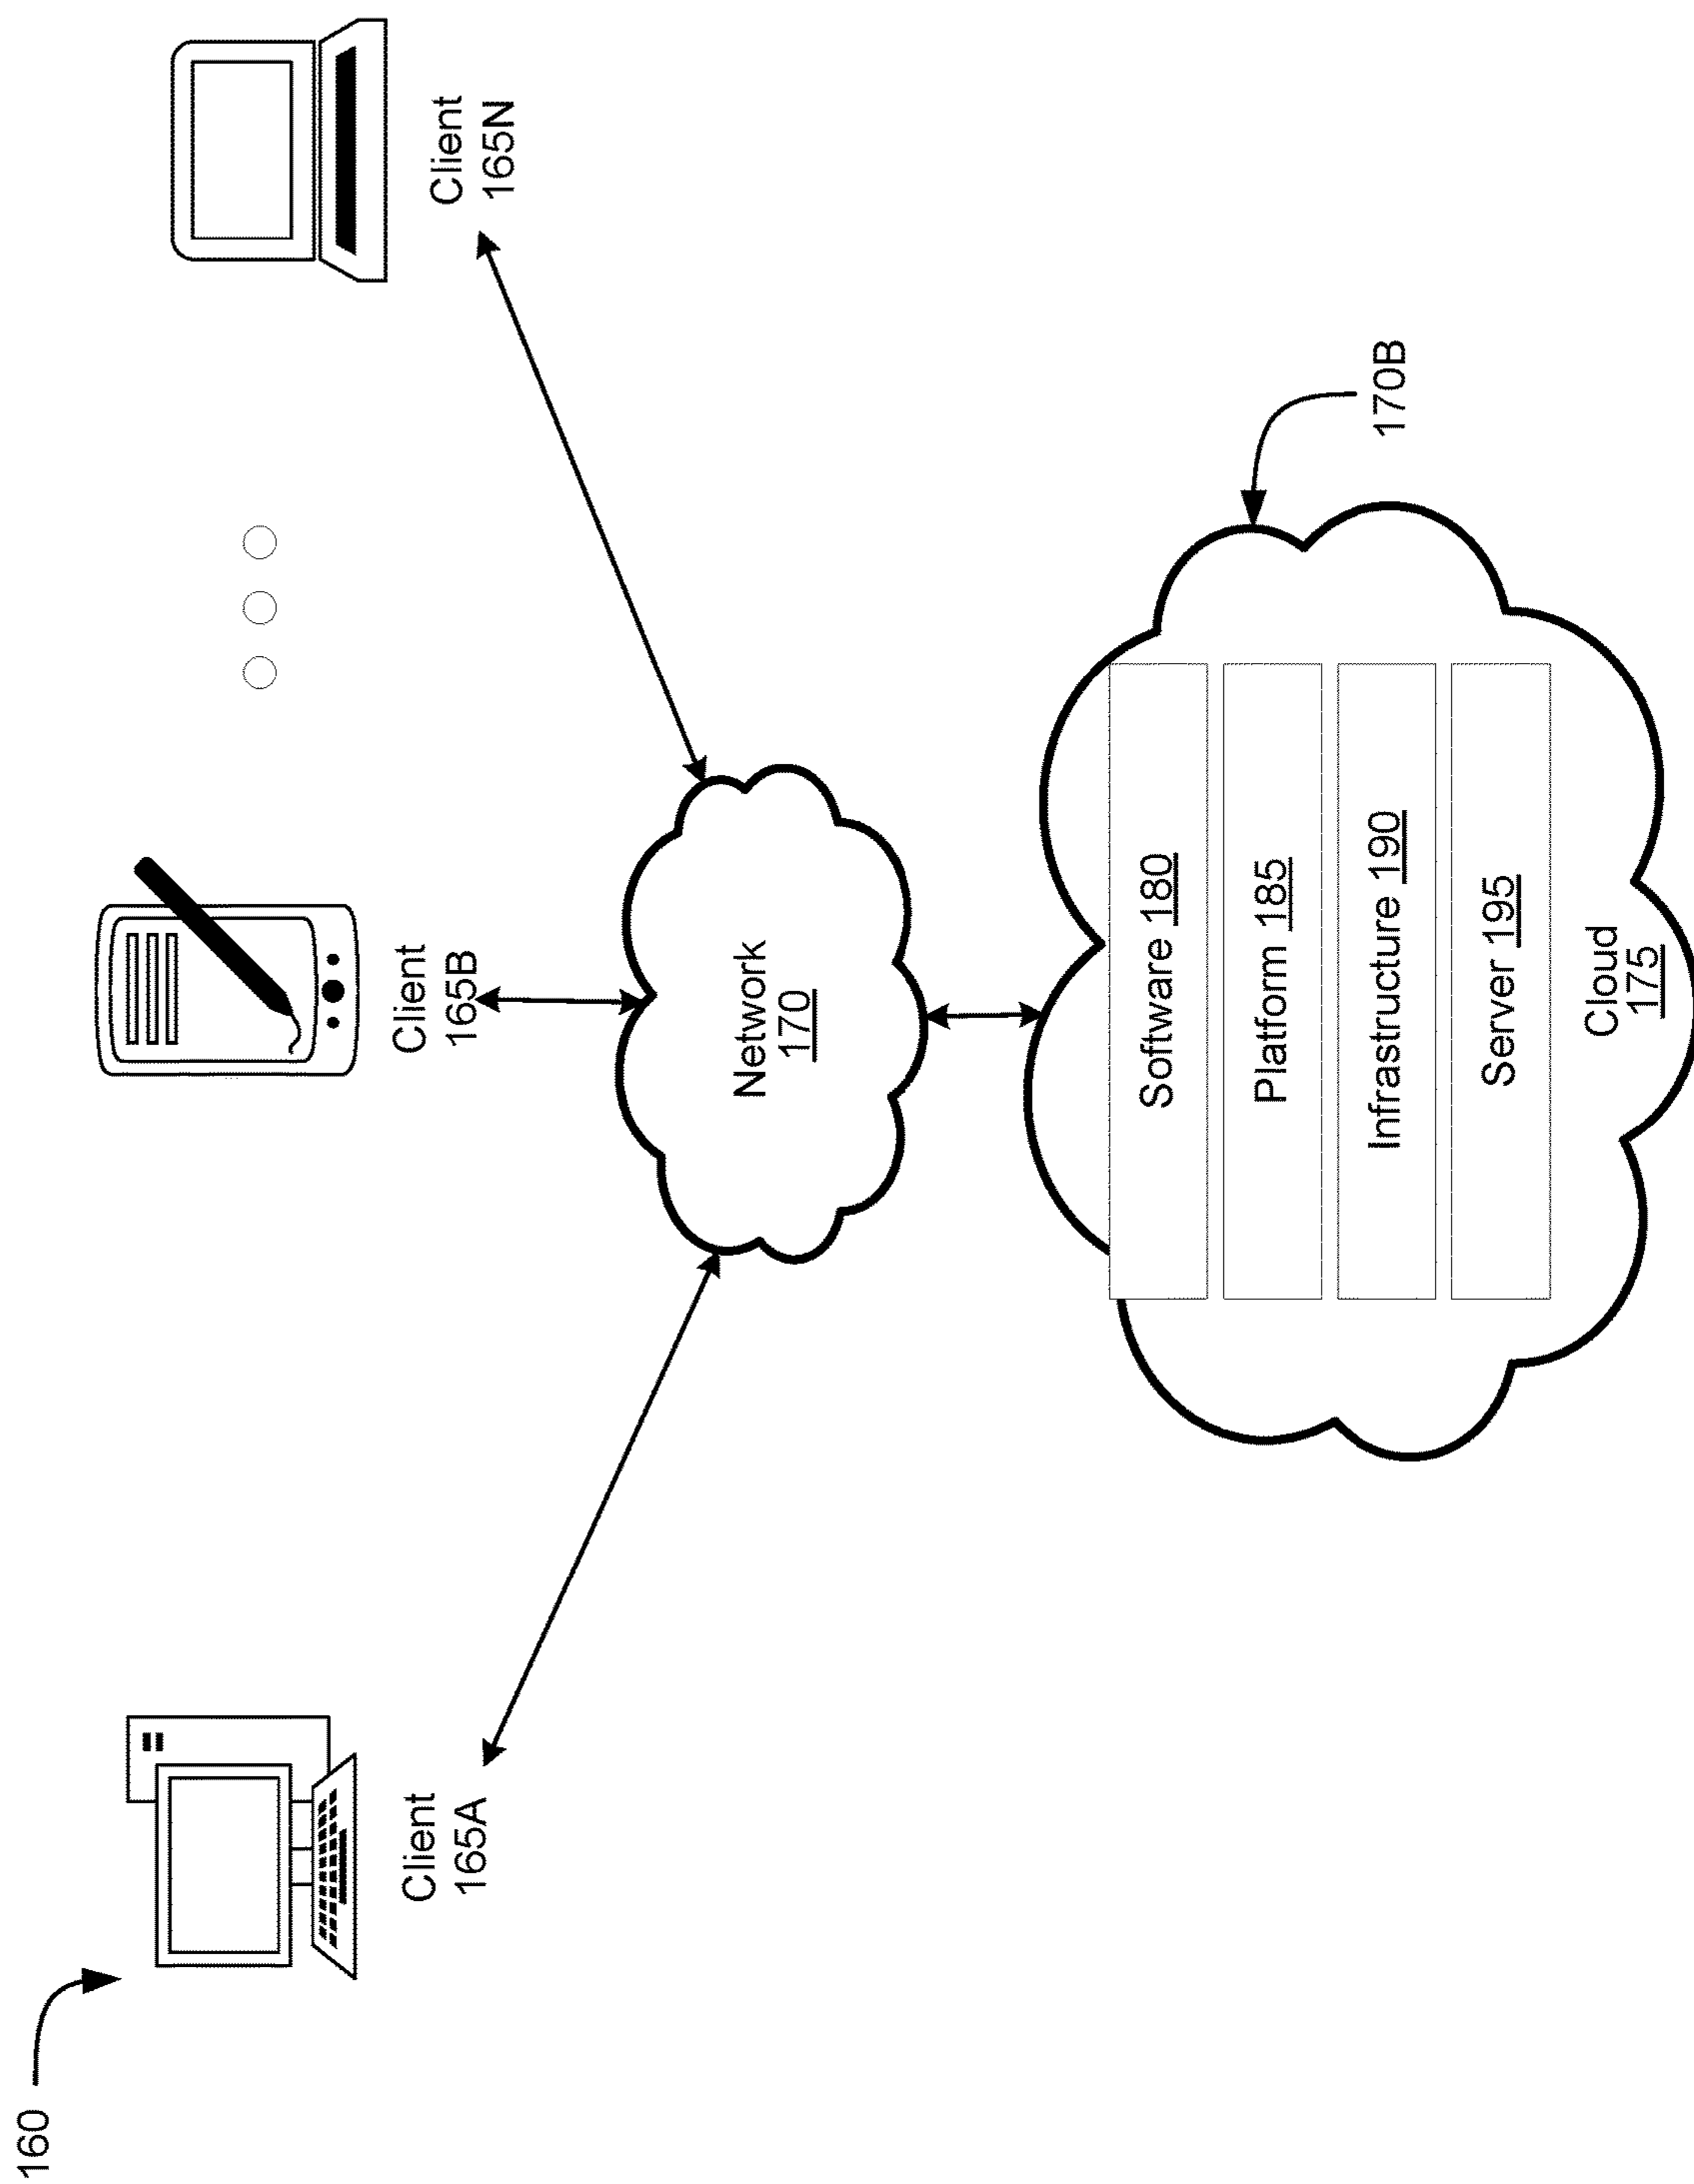 160
Client
165A
Client
165B
Client
165N
Network
170
170B
Software 180
Platform 185
Infrastructure 190
Server 195
Cloud
175